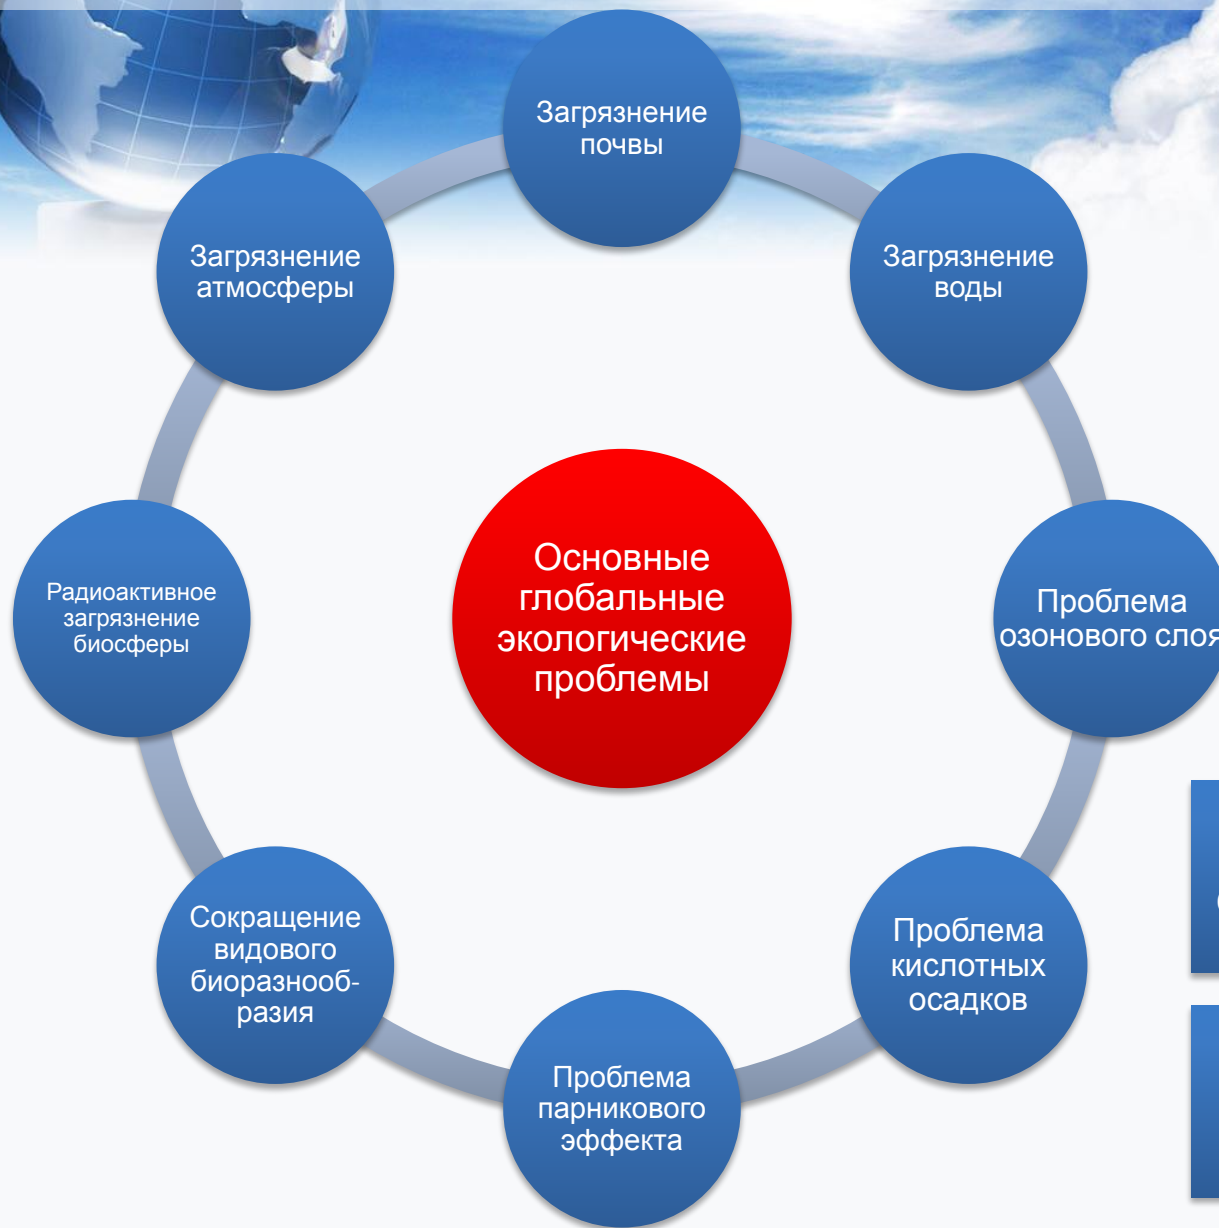 Загрязнение
почвы
Загрязнение
атмосферы
Загрязнение
воды
Радиоактивное
загрязнение
биосферы
Основные
глобальные
экологические
проблемы
Проблема
озонового слоя
Сокращение
видового
биоразнооб-
разия
Проблема
кислотных
осадков
Проблема
парникового
эффекта